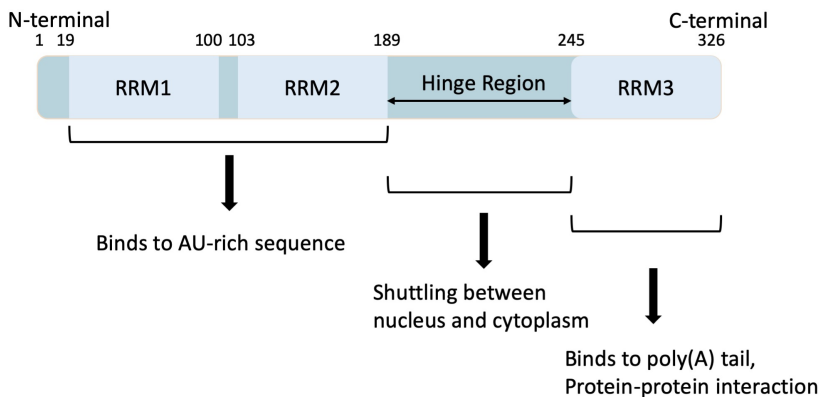 N-terminal
C-terminal
1 19 100 103 189 245 326
RRM1 RRM2 Hinge Region RRM3
Binds to AU-rich sequence
Shuttling between
nucleus and cytoplasm
Binds to poly(A) tail,
Protein-protein interaction